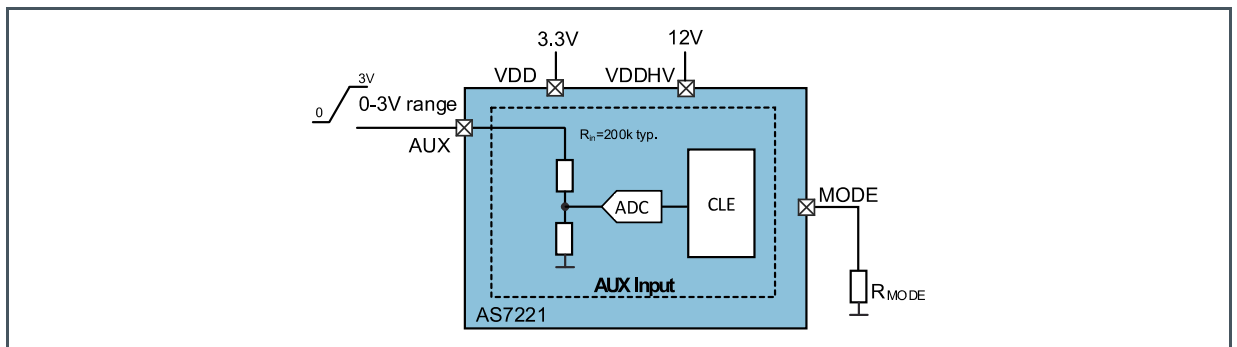 3.3V
12V
VDD
VDDHV
3V
0
0-3V range
AUX
Rin=200k typ.
ADC
CLE
MODE
AUX Input
RMODE
AS7221